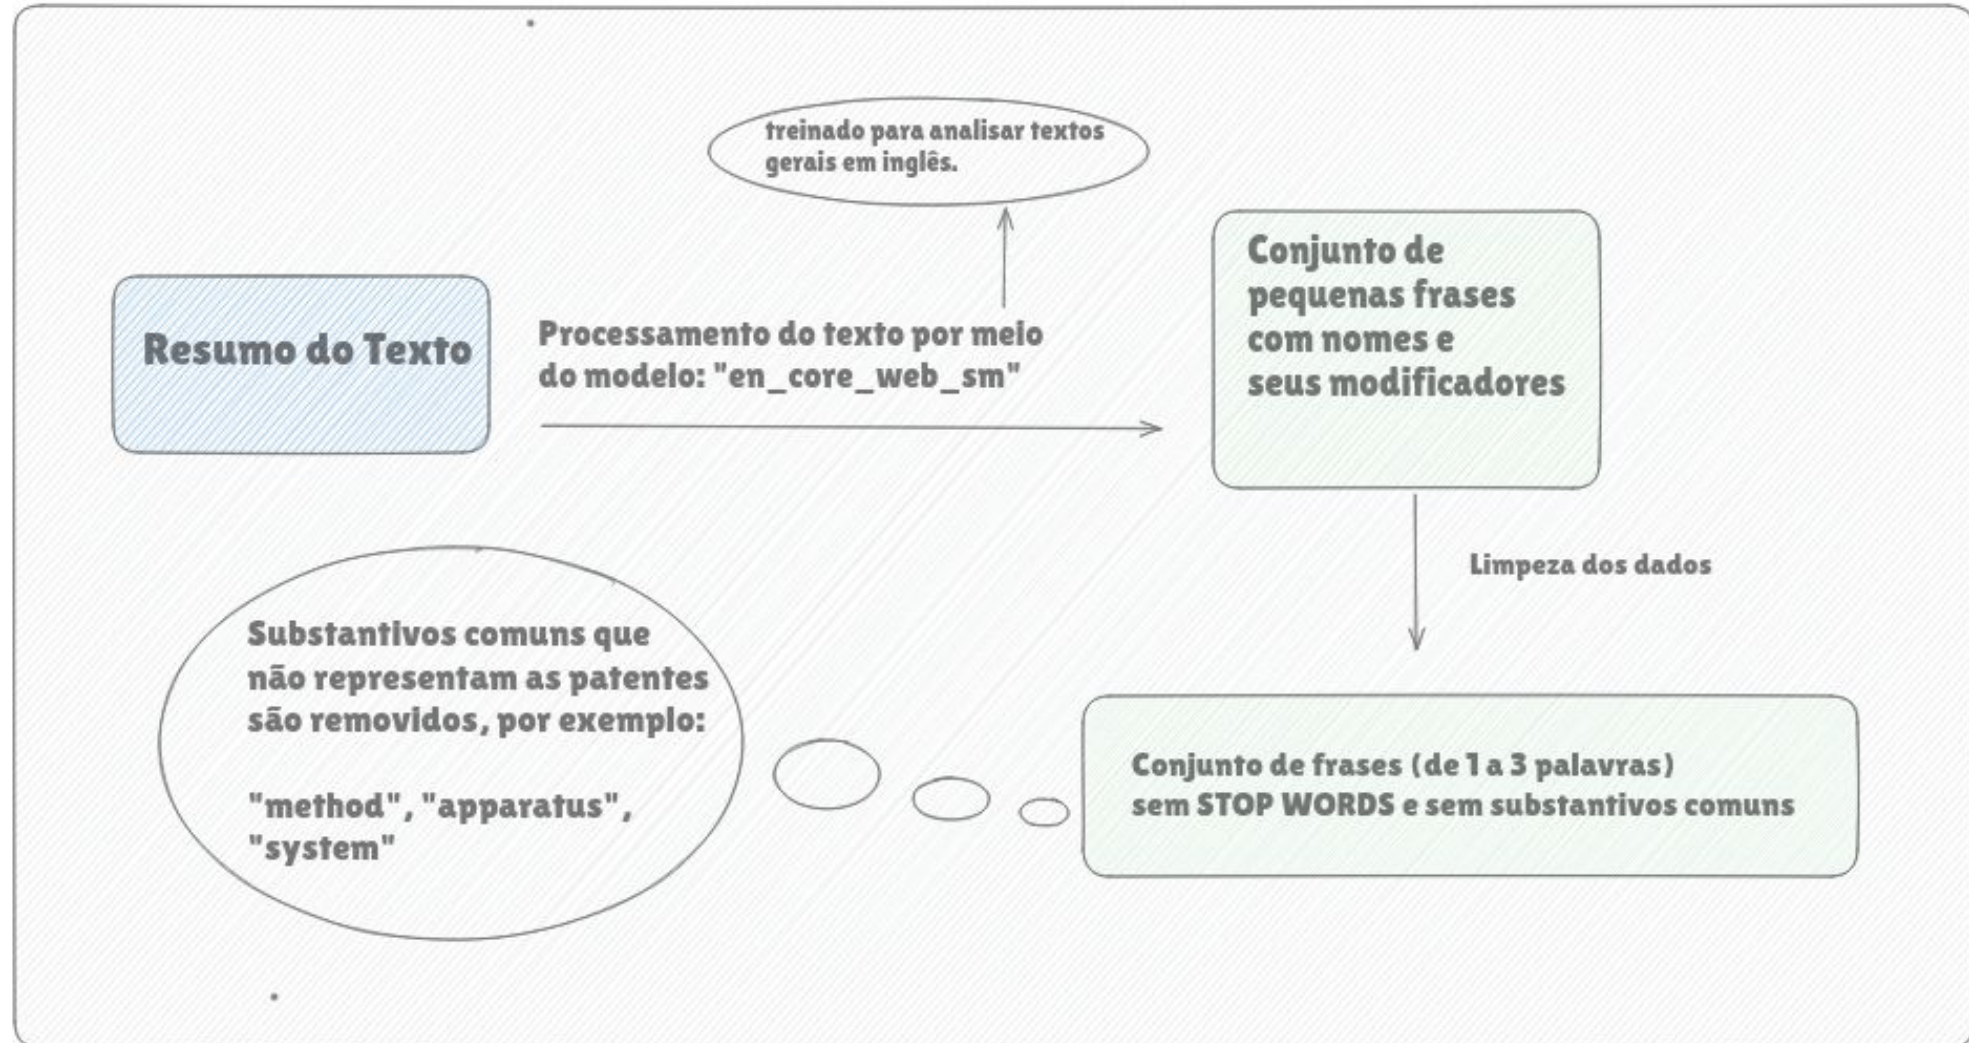 treinado para analisar textos
gerais em inglês.
Resumo do Texto
Processamento do texto por meio
do modelo: "en_core_web_sm"
Conjunto de
pequenas frases
com nomes e
seus modificadores
Limpeza dos dados
Substantivos comuns que
não representam as patentes
são removidos, por exemplo:
"method", "apparatus",
"system"
Conjunto de frases (de 1 a 3 palavras)
sem STOP WORDS e sem substantivos comuns